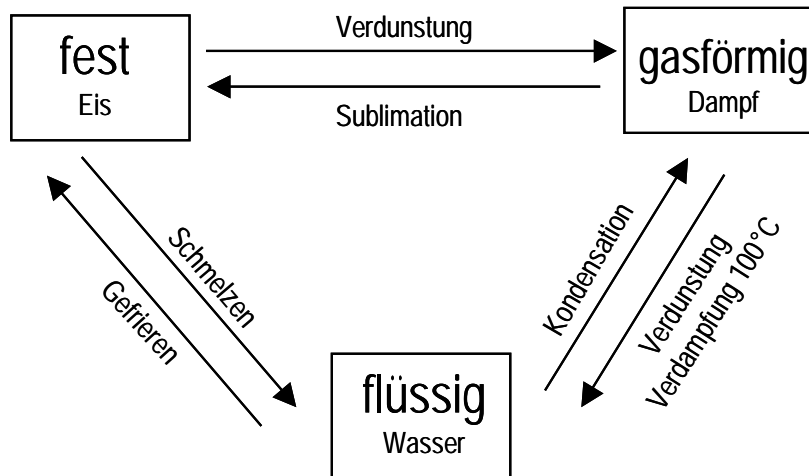 fest
Eis
Verdunstung
Sublimation
gasförmig
Dampf
Schmelzen
Gefrieren
Kondensation
Verdunstung
Verdampfung 100°C
flüssig
Wasser